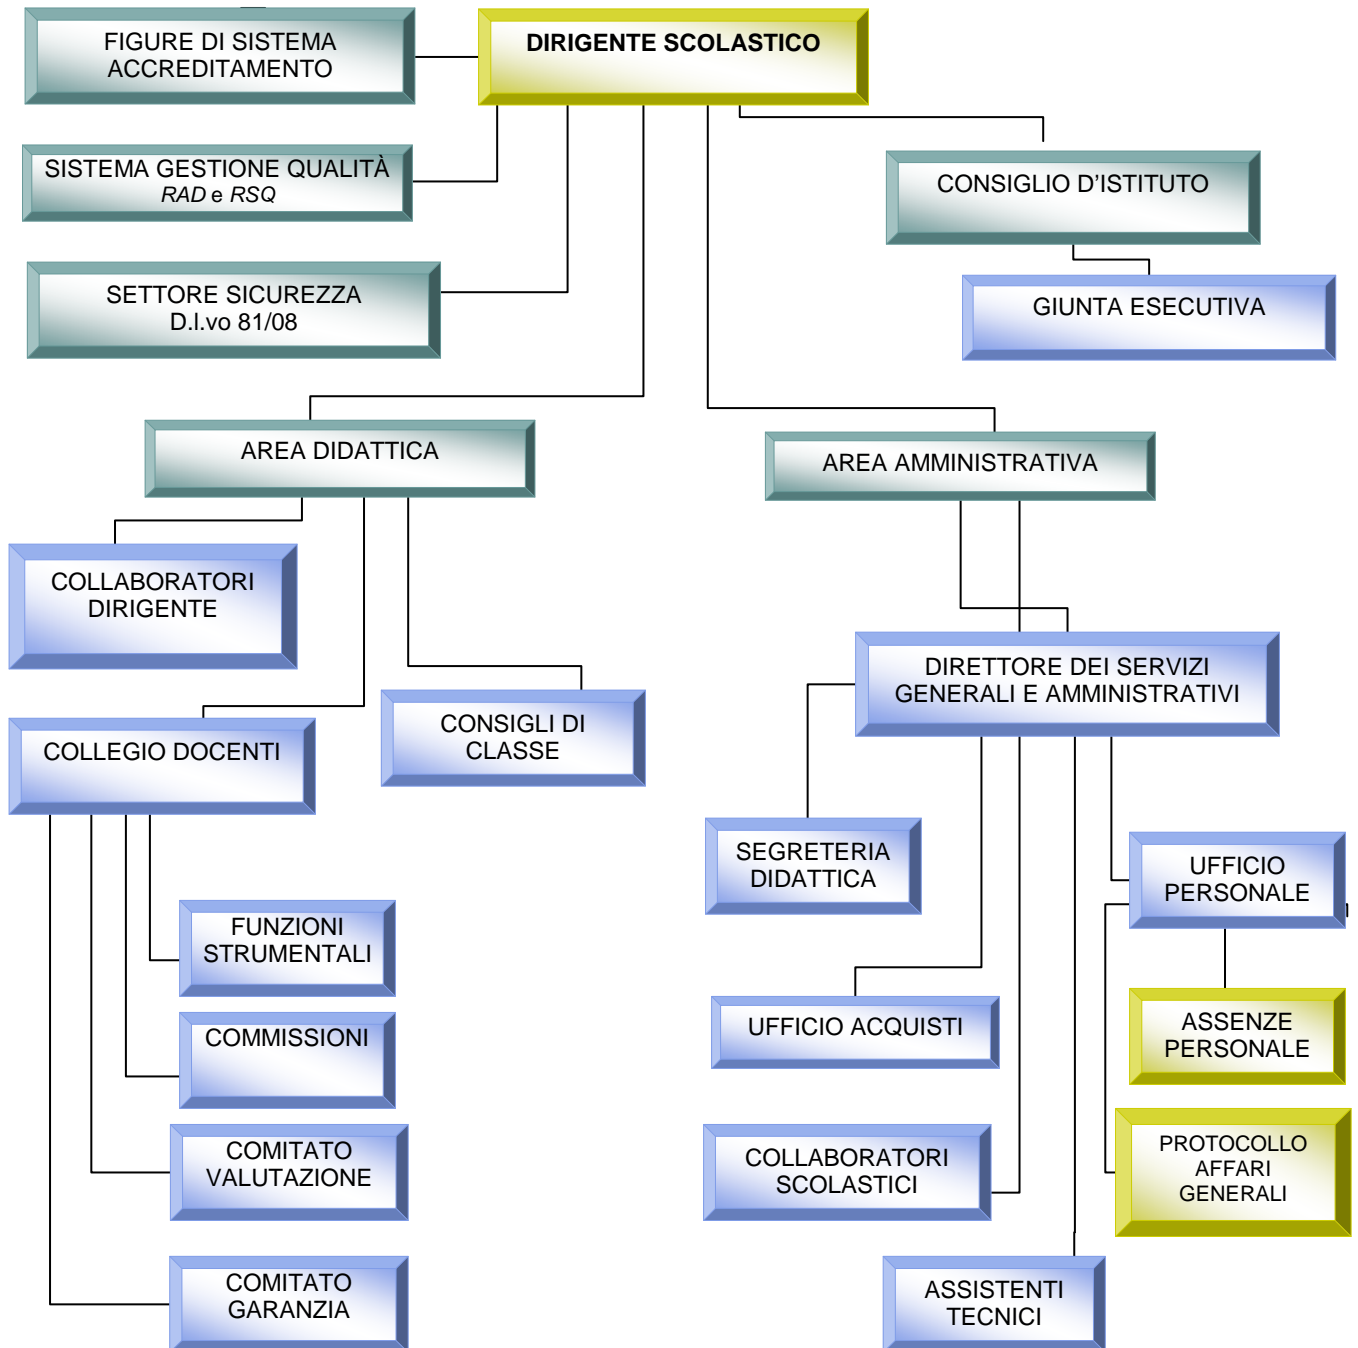 FIGURE DI SISTEMA
ACCREDITAMENTO
DIRIGENTE SCOLASTICO
SISTEMA GESTIONE QUALITÀ
RAD e RSQ
CONSIGLIO D'ISTITUTO
SETTORE SICUREZZA
D.l.vo 81/08
GIUNTA ESECUTIVA
AREA DIDATTICA
AREA AMMINISTRATIVA
COLLABORATORI
DIRIGENTE
DIRETTORE DEI SERVIZI
GENERALI E AMMINISTRATIVI
COLLEGIO DOCENTI
CONSIGLI DI
CLASSE
SEGRETERIA
DIDATTICA
UFFICIO
PERSONALE
FUNZIONI
STRUMENTALI
UFFICIO ACQUISTI
ASSENZE
PERSONALE
COMMISSIONI
COMITATO
VALUTAZIONE
COLLABORATORI
SCOLASTICI
PROTOCOLLO
AFFARI
GENERALI
COMITATO
GARANZIA
ASSISTENTI
TECNICI